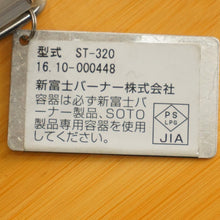 型式 ST-320
16.10-000448
新富士バーナー株式会社
容器は必ず新富士バ
ーナー製品、SOTO
製品専用容器を使用
してください。
PS
LPG
JIA